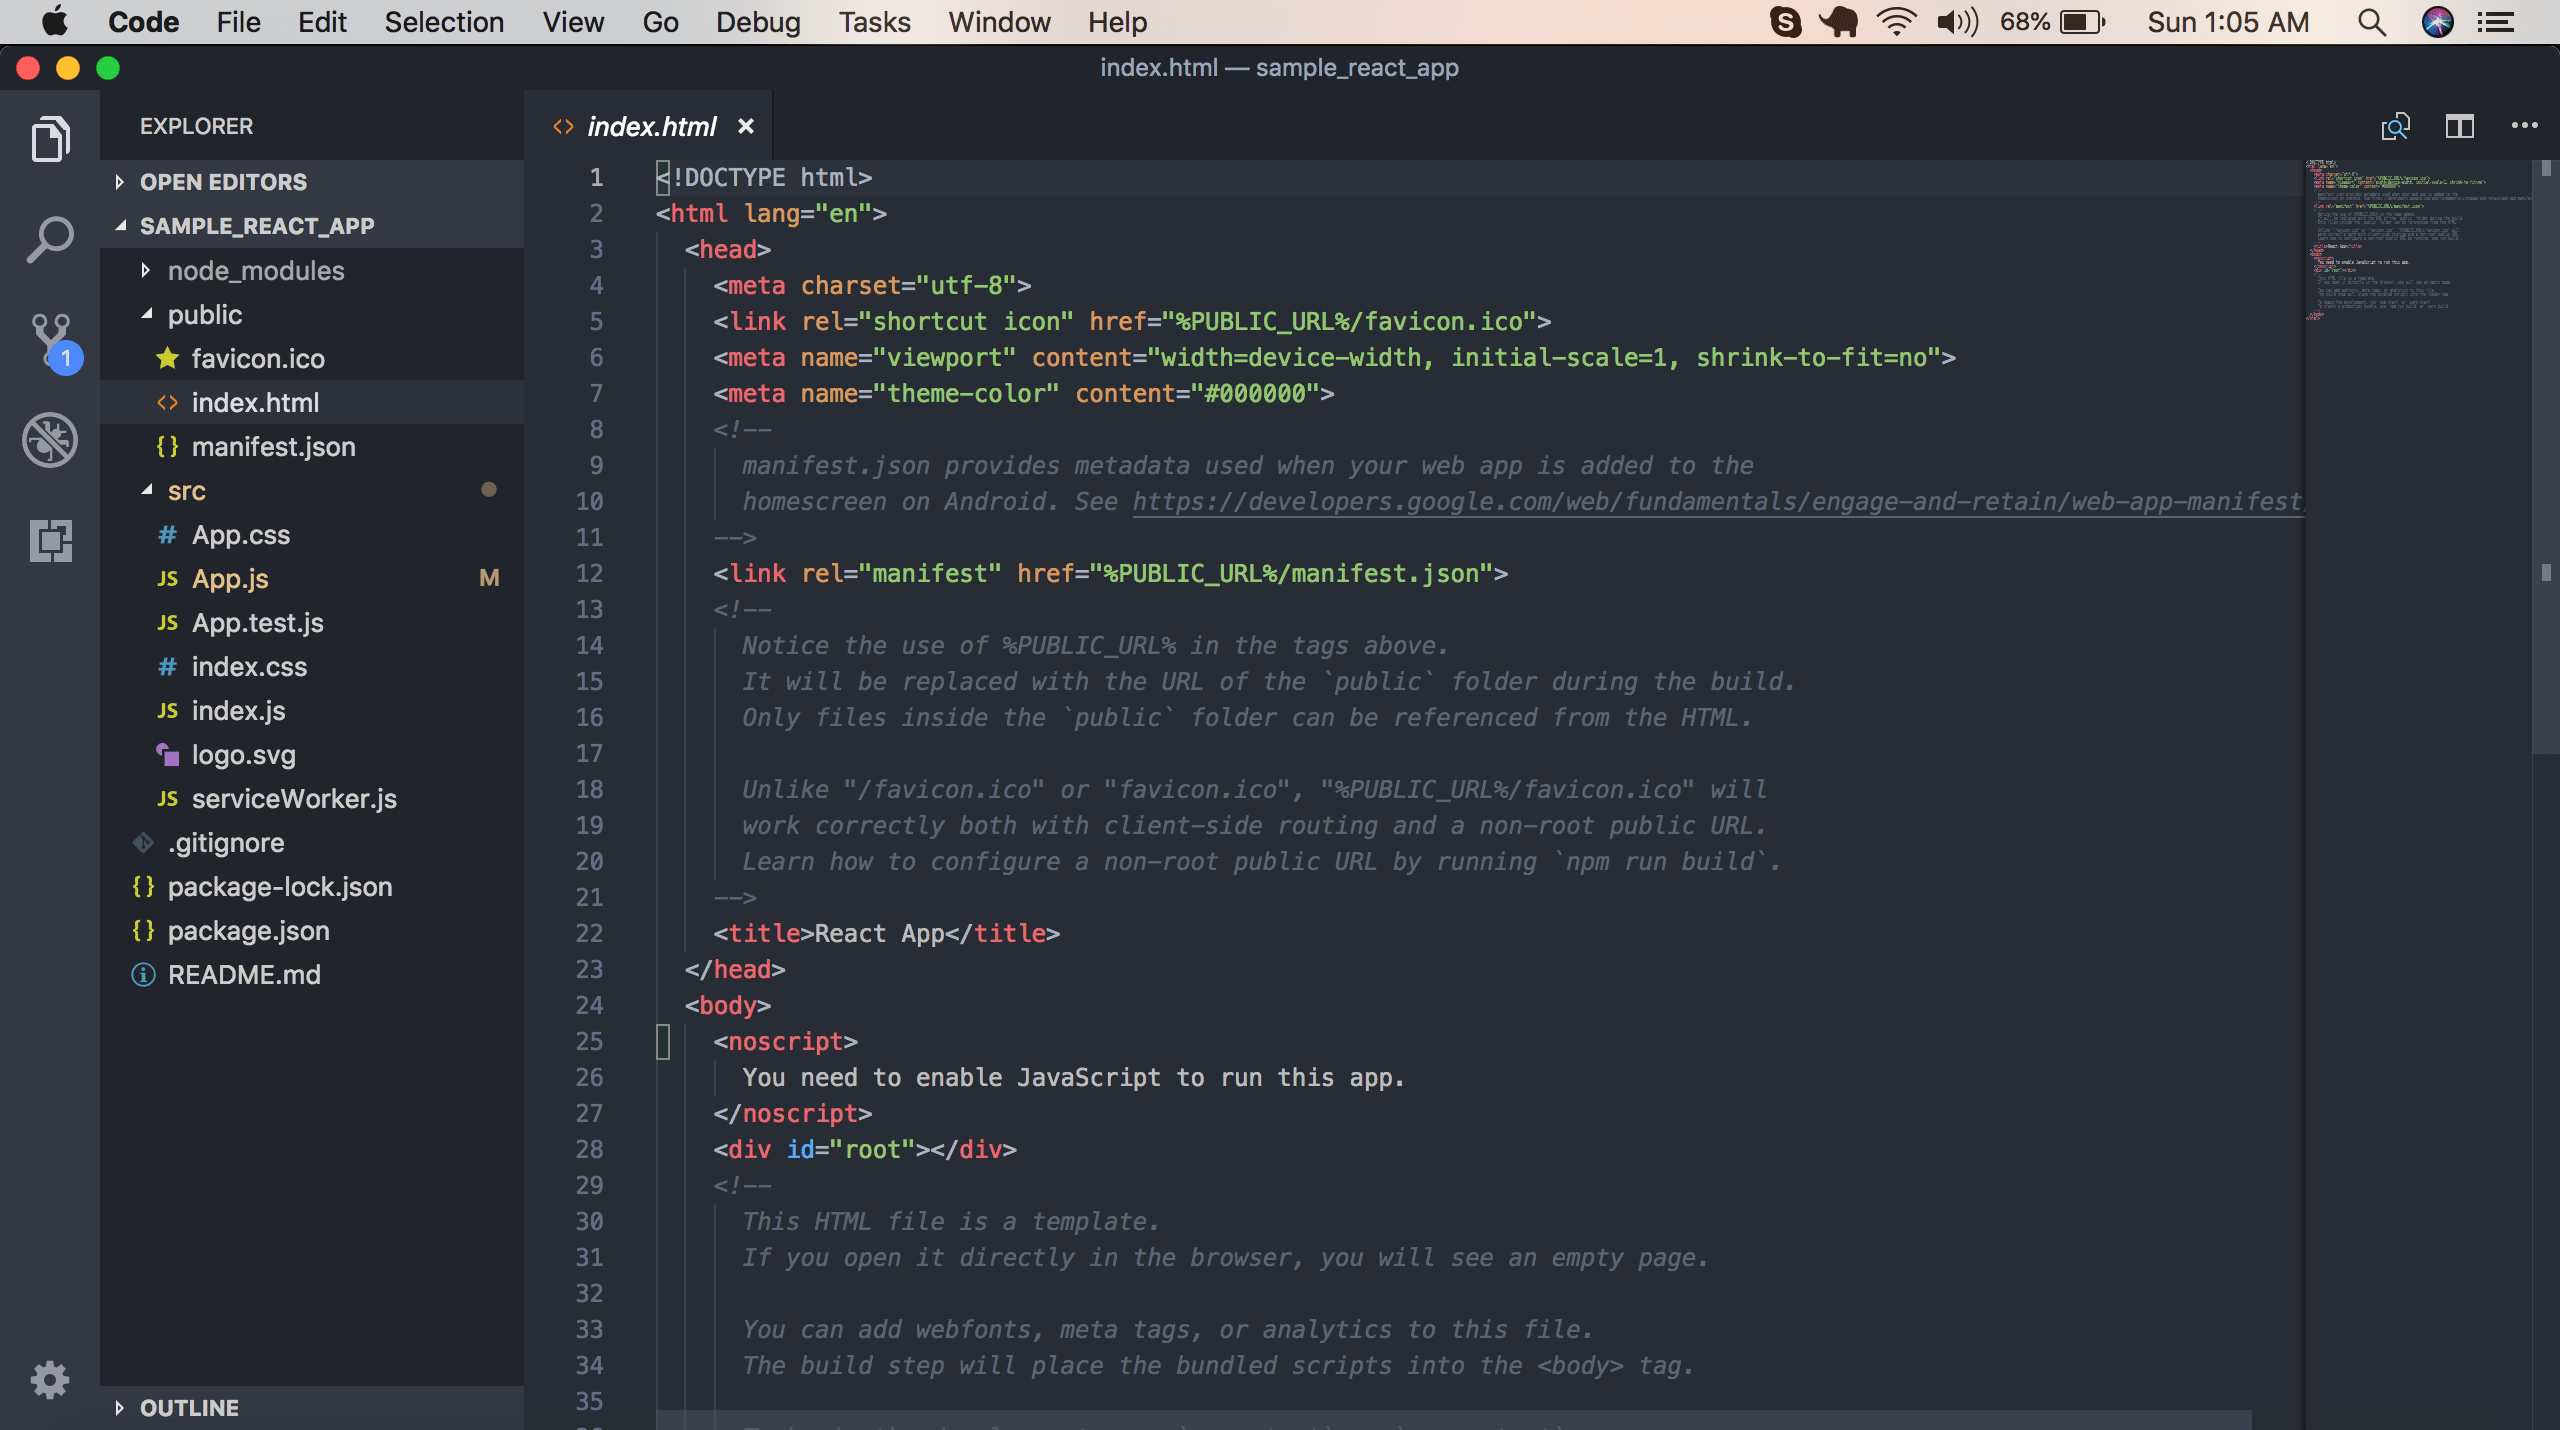 Code File Edit Selection View Go Debug Tasks Window Help 68% Sun 1:05 AM
index.html — sample_react_app
EXPLORER
OPEN EDITORS
SAMPLE_REACT_APP
node_modules
public
favicon.ico
index.html
{} manifest.json
src
# App.css
JS App.js M
JS App.test.js
# index.css
JS index.js
logo.svg
JS serviceWorker.js
.gitignore
{} package-lock.json
{} package.json
README.md
OUTLINE
1
<> index.html ×
1 <!DOCTYPE html>
2 <html lang="en">
3 <head>
4 <meta charset="utf-8">
5 <link rel="shortcut icon" href="%PUBLIC_URL%/favicon.ico">
6 <meta name="viewport" content="width=device-width, initial-scale=1, shrink-to-fit=no">
7 <meta name="theme-color" content="#000000">
8 <!--
9 manifest.json provides metadata used when your web app is added to the
10 homescreen on Android. See https://developers.google.com/web/fundamentals/engage-and-retain/web-app-manifest/
11 -->
12 <link rel="manifest" href="%PUBLIC_URL%/manifest.json">
13 <!--
14 Notice the use of %PUBLIC_URL% in the tags above.
15 It will be replaced with the URL of the `public` folder during the build.
16 Only files inside the `public` folder can be referenced from the HTML.
17
18 Unlike "/favicon.ico" or "favicon.ico", "%PUBLIC_URL%/favicon.ico" will
19 work correctly both with client-side routing and a non-root public URL.
20 Learn how to configure a non-root public URL by running `npm run build`.
21 -->
22 <title>React App</title>
23 </head>
24 <body>
25 <noscript>
26 You need to enable JavaScript to run this app.
27 </noscript>
28 <div id="root"></div>
29 <!--
30 This HTML file is a template.
31 If you open it directly in the browser, you will see an empty page.
32
33 You can add webfonts, meta tags, or analytics to this file.
34 The build step will place the bundled scripts into the <body> tag.
35